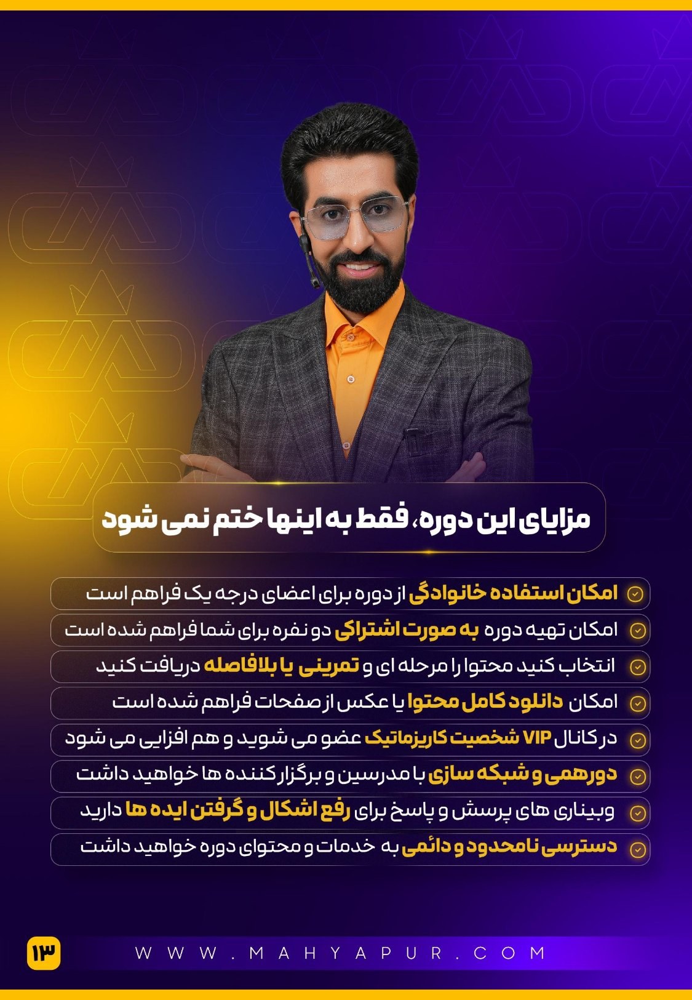 مزایای این دوره، فقط به اینها ختم نمی شود
امکان استفاده خانوادگی از دوره برای اعضای درجه یک فراهم است
امکان تهیه دوره به صورت اشتراکی دو نفره برای شما فراهم شده است
انتخاب کنید محتوا را مرحله ای و تمرینی یا بلافاصله دریافت کنید
امکان دانلود کامل محتوا یا عکس از صفحات فراهم شده است
در کانال VIP شخصیت کاریزماتیک عضو می شوید و هم افزایی می شود
دورهمی و شبکه سازی با مدرسین و برگزار کننده ها خواهید داشت
وبیناری های پرسش و پاسخ برای رفع اشکال و گرفتن ایده ها دارید
دسترسی نامحدود و دائمی به خدمات و محتوای دوره خواهید داشت
۱۳ WWW.MAHYAPUR.COM